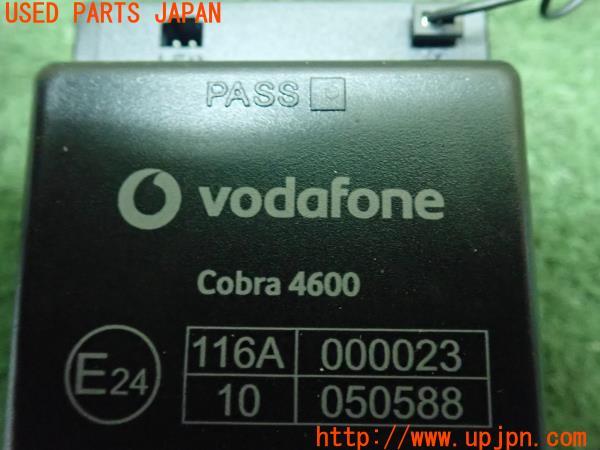 USED PARTS JAPAN
PASS
vodafone
Cobra 4600
E24
116A 000023
10 050588
http://www.upjpn.com